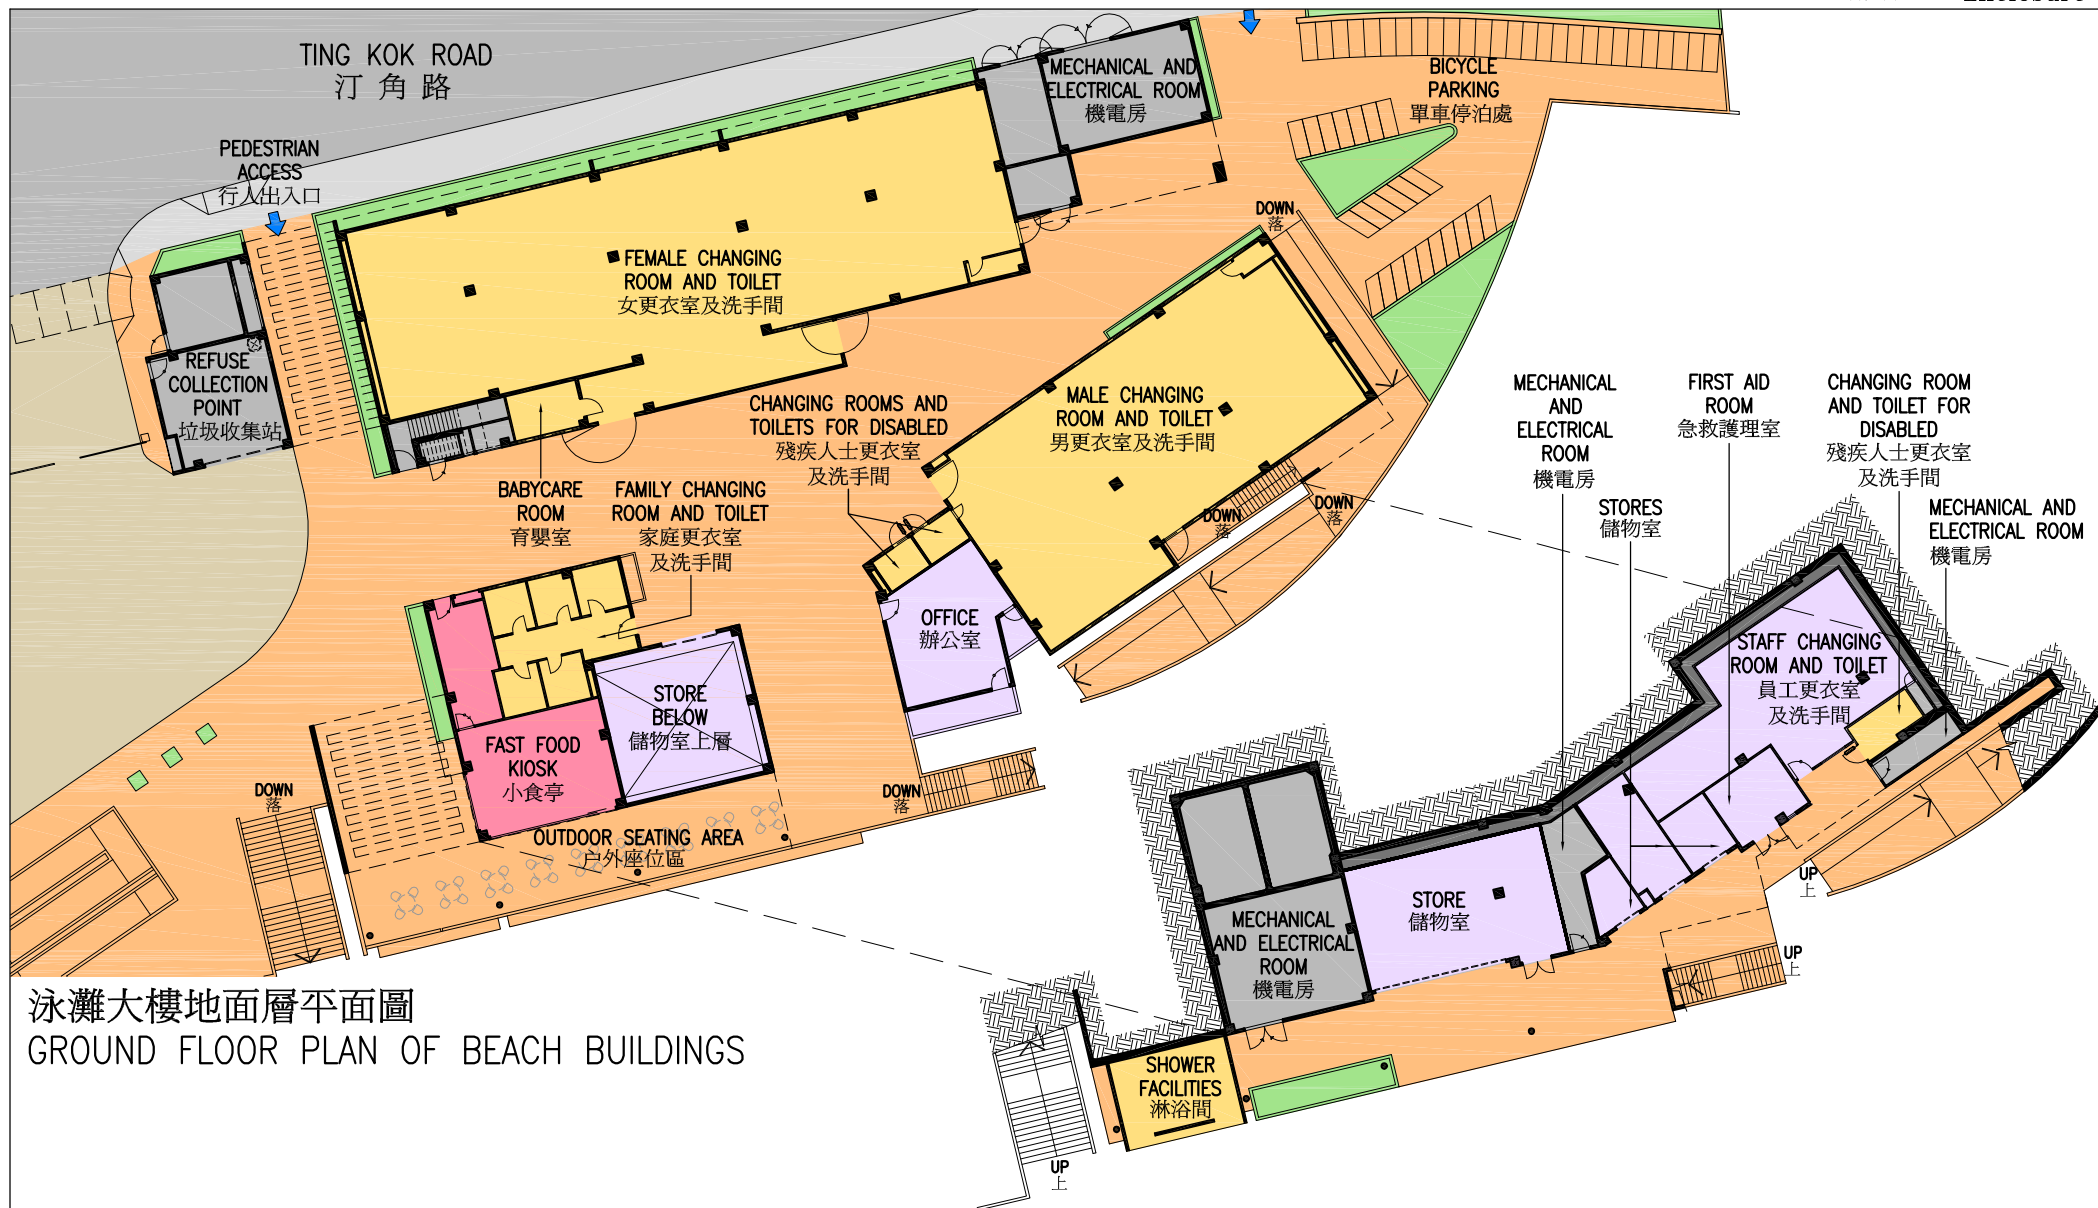 TING KOK ROAD
汀角路
PEDESTRIAN
ACCESS
行人出入口
MECHANICAL AND
ELECTRICAL ROOM
機電房
BICYCLE
PARKING
單車停泊處
DOWN
落
FEMALE CHANGING
ROOM AND TOILET
女更衣室及洗手間
REFUSE
COLLECTION
POINT
垃圾收集站
CHANGING ROOMS AND
TOILETS FOR DISABLED
殘疾人士更衣室
及洗手間
MALE CHANGING
ROOM AND TOILET
男更衣室及洗手間
MECHANICAL
AND
ELECTRICAL
ROOM
機電房
FIRST AID
ROOM
急救護理室
CHANGING ROOM
AND TOILET FOR
DISABLED
殘疾人士更衣室
及洗手間
BABYCARE
ROOM
育嬰室
FAMILY CHANGING
ROOM AND TOILET
家庭更衣室
及洗手間
DOWN
落
DOWN
落
STORES
儲物室
MECHANICAL AND
ELECTRICAL ROOM
機電房
OFFICE
辦公室
STAFF CHANGING
ROOM AND TOILET
員工更衣室
及洗手間
STORE
BELOW
儲物室上層
FAST FOOD
KIOSK
小食亭
DOWN
落
DOWN
落
OUTDOOR SEATING AREA
戶外座位區
UP
上
STORE
儲物室
MECHANICAL
AND ELECTRICAL
ROOM
機電房
UP
上
泳灘大樓地面層平面圖
GROUND FLOOR PLAN OF BEACH BUILDINGS
SHOWER
FACILITIES
淋浴間
UP
上